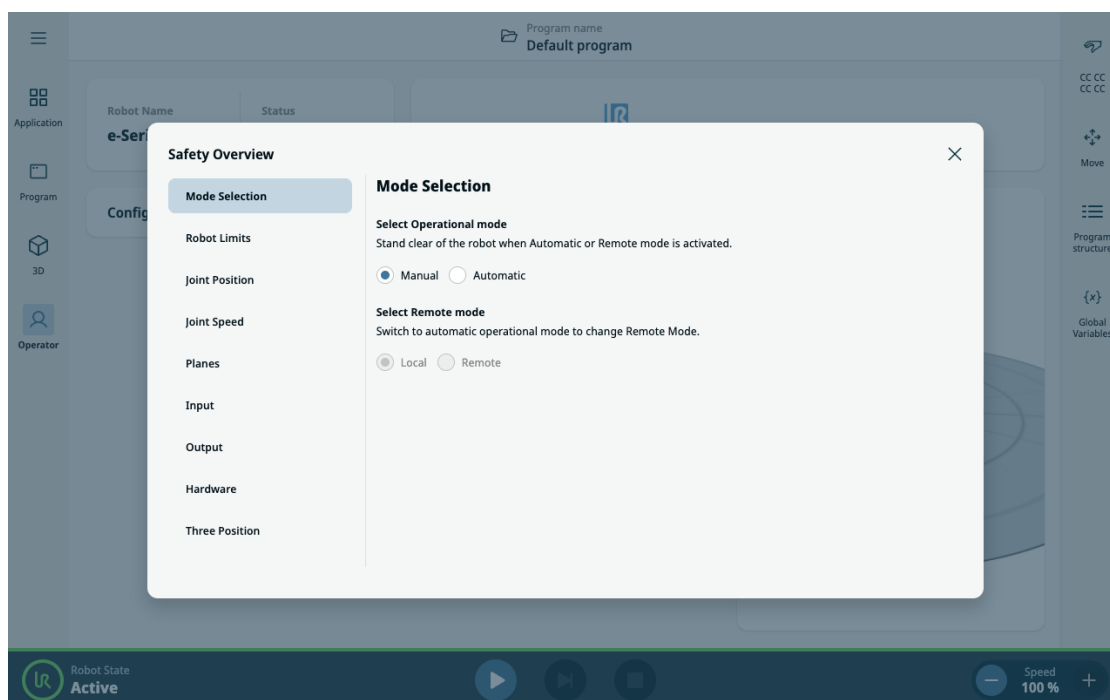 Program name
Default program
Application
Program
3D
Operator
Robot Name
Status
e-Seri
Config
Safety Overview
Mode Selection
Robot Limits
Joint Position
Joint Speed
Planes
Input
Output
Hardware
Three Position
Mode Selection
Select Operational mode
Stand clear of the robot when Automatic or Remote mode is activated.
Manual
Automatic
Select Remote mode
Switch to automatic operational mode to change Remote Mode.
Local
Remote
CC CC
CC CC
Move
Program
structure
{x}
Global
Variables
Robot State
Active
Speed
100 %